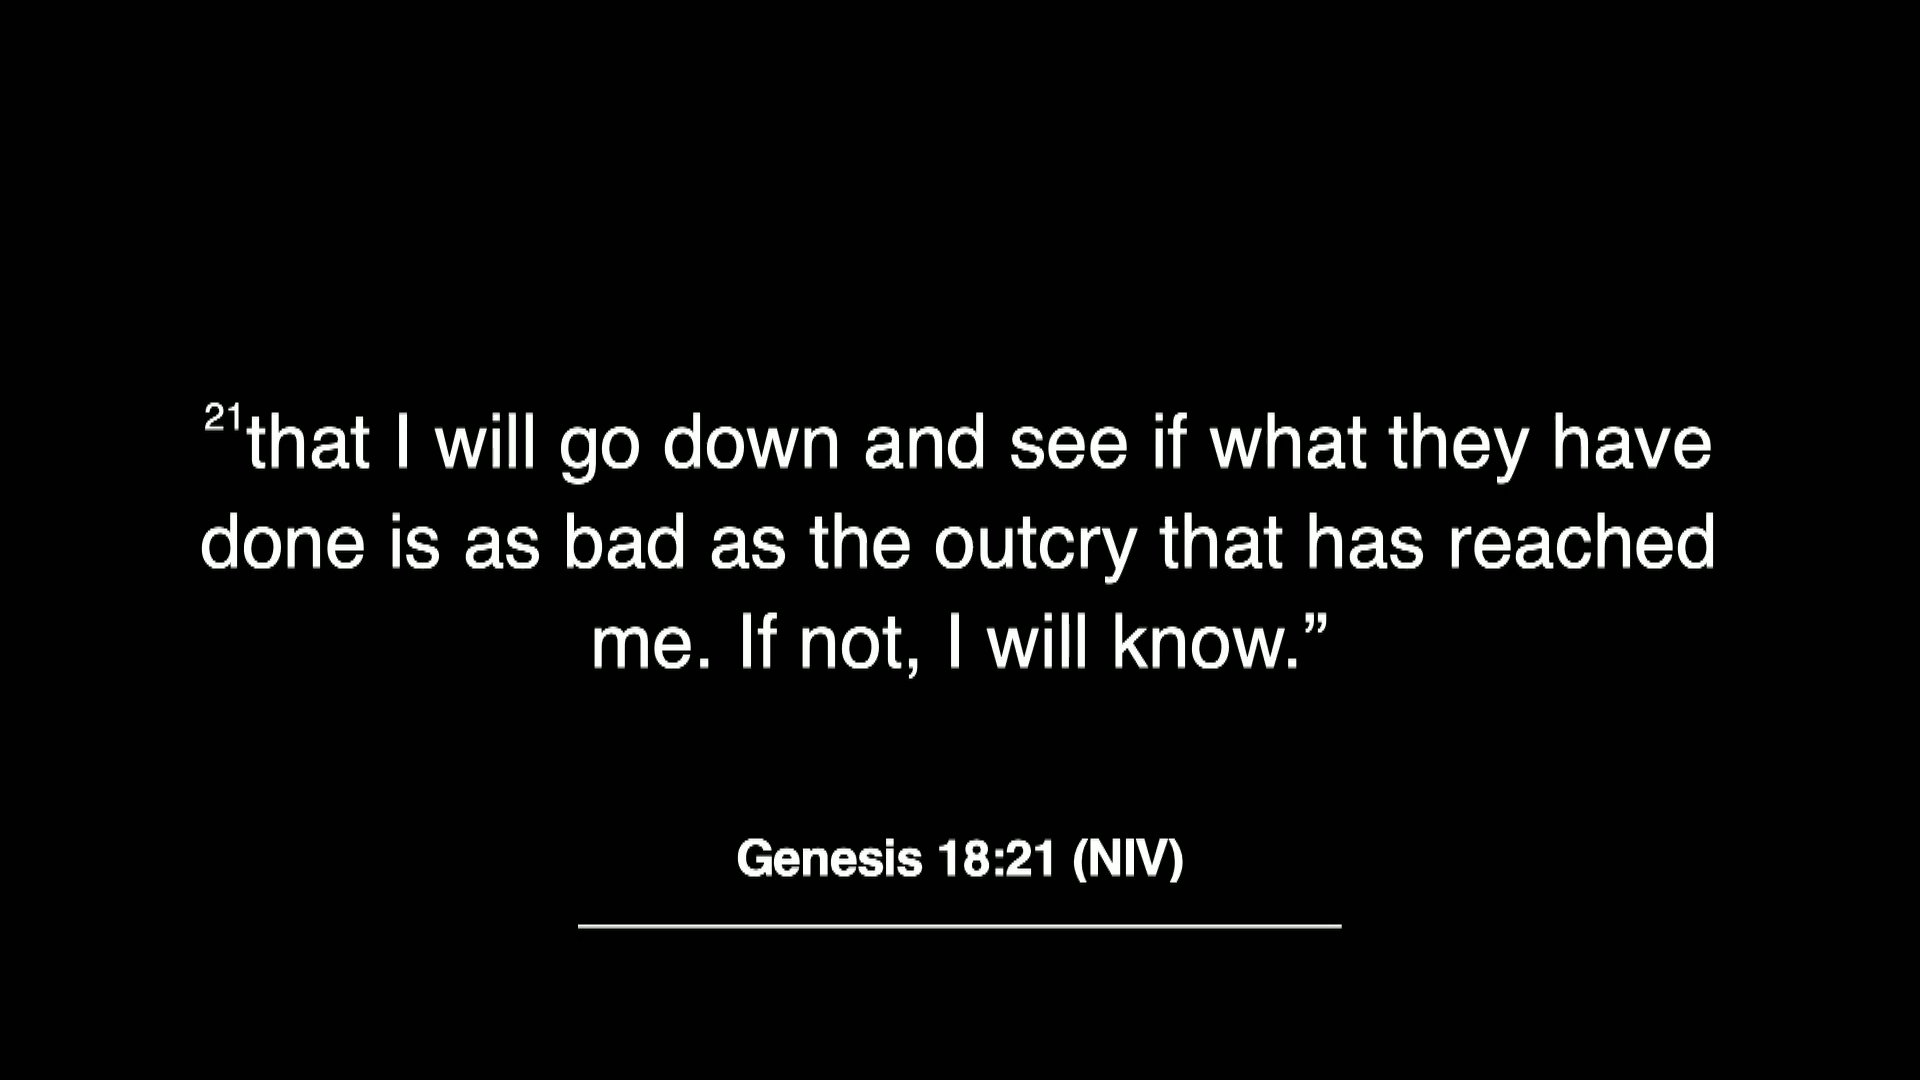 21that I will go down and see if what they have
done is as bad as the outcry that has reached
me. If not, I will know.”
Genesis 18:21 (NIV)